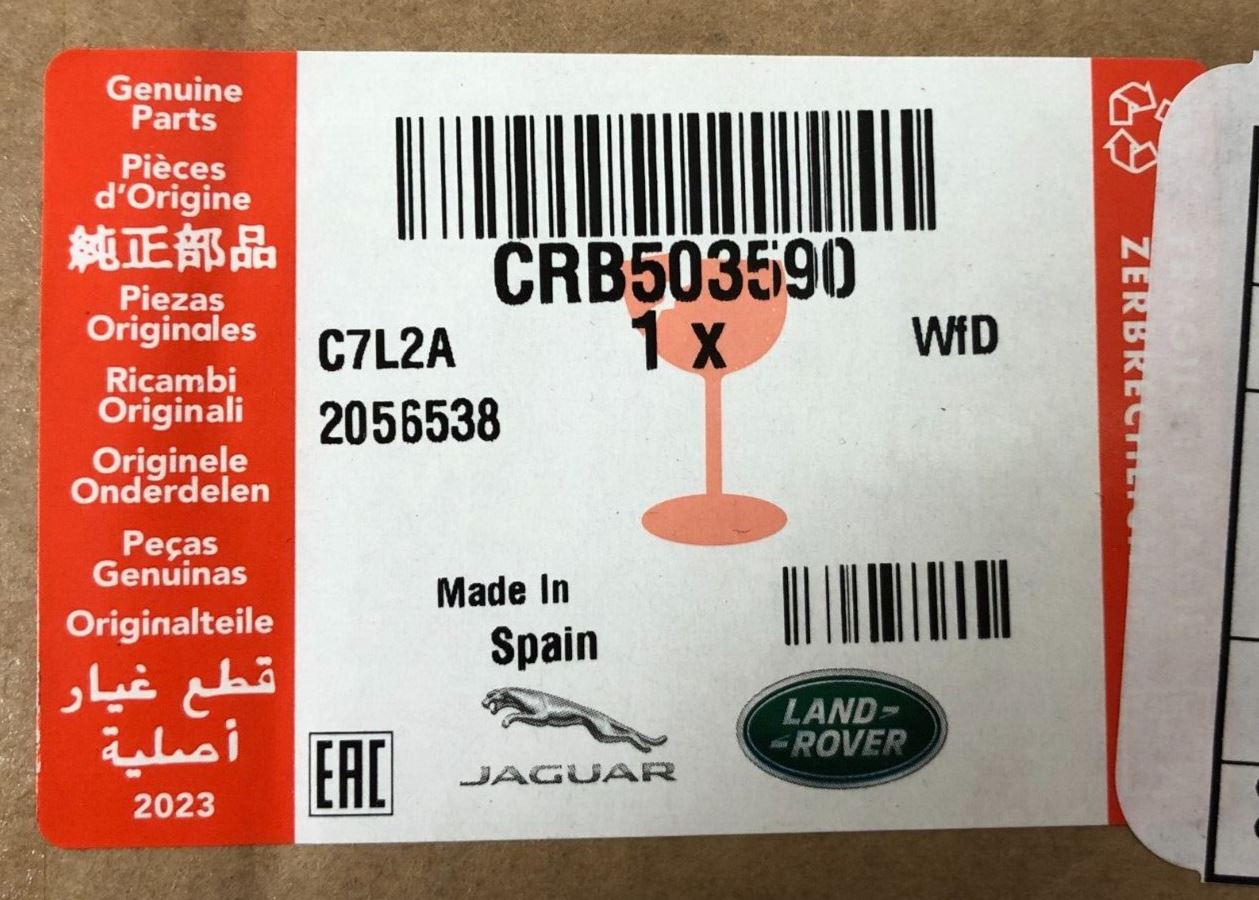 Genuine
Parts
Pièces
d'Origine
純正部品
Piezas
Originales
Ricambi
Originali
Originele
Onderdelen
Peças
Genuinas
Originalteile
قطع غيار
أصلية
2023
CRB503590
1 x
C7L2A
WfD
2056538
Made In
Spain
EAC
JAGUAR
LAND-
-ROVER